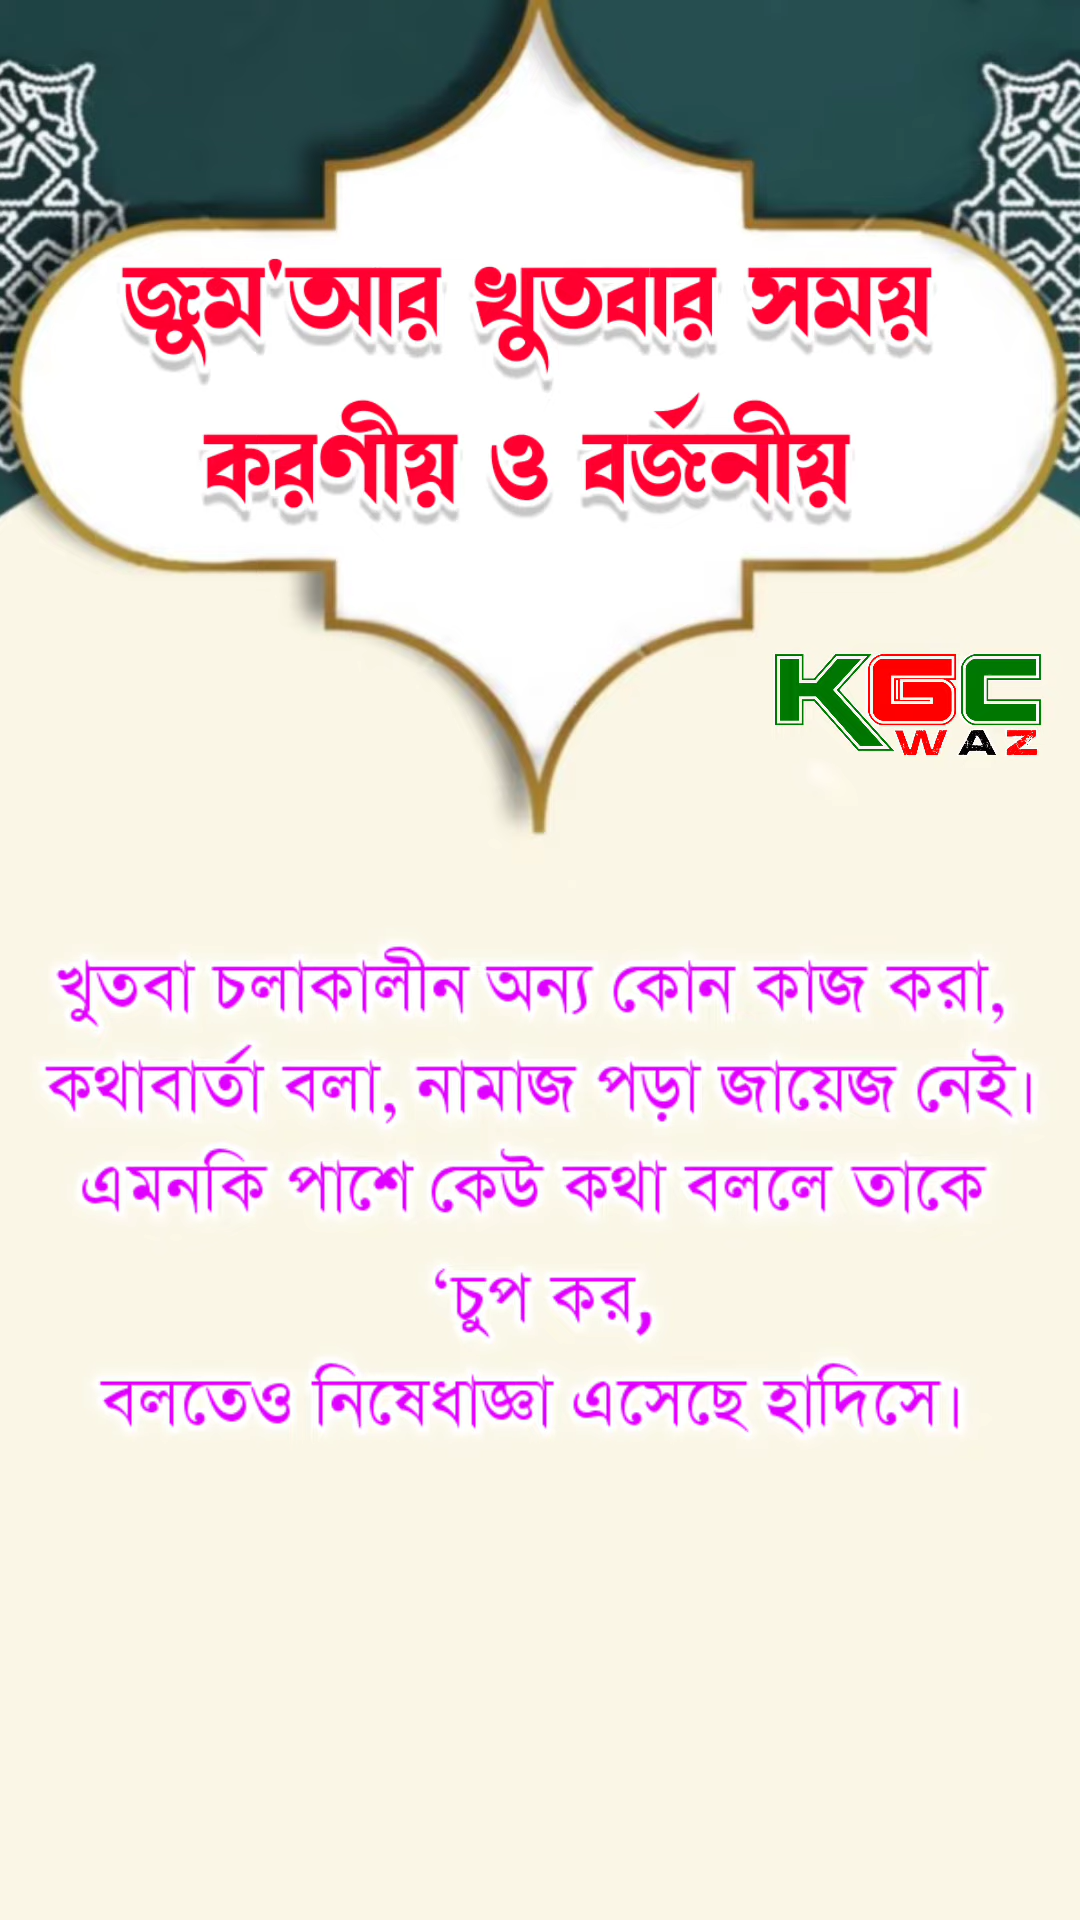 জুম'আর খুতবার সময়
করণীয় ও বর্জনীয়
KGC
WAZ
খুতবা চলাকালীন অন্য কোন কাজ করা,
কথাবার্তা বলা, নামাজ পড়া জায়েজ নেই।
এমনকি পাশে কেউ কথা বললে তাকে
‘চুপ কর,
বলতেও নিষেধাজ্ঞা এসেছে হাদিসে।